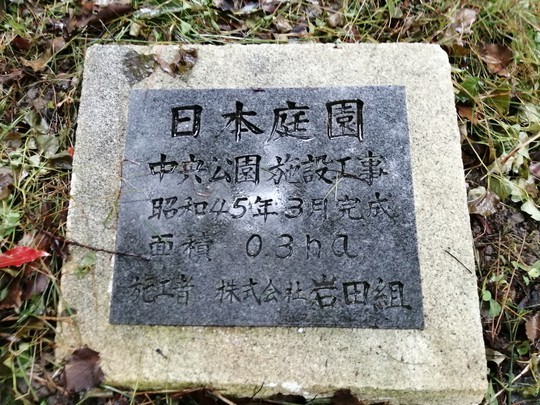 日本庭園
中央公園施設工事
昭和45年3月完成
面積 0.3ha
施工者 株式会社岩田組